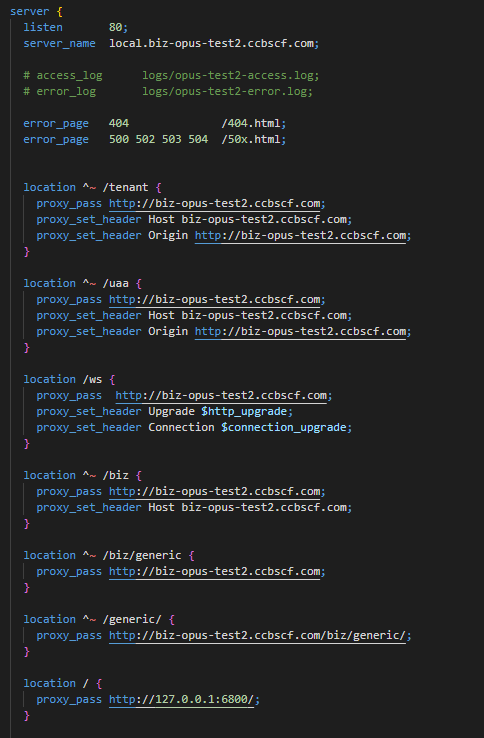 server {
listen 80;
server_name local.biz-opus-test2.ccbscf.com;
# access_log logs/opus-test2-access.log;
# error_log logs/opus-test2-error.log;
error_page 404 /404.html;
error_page 500 502 503 504 /50x.html;
location ^~ /tenant {
proxy_pass http://biz-opus-test2.ccbscf.com;
proxy_set_header Host biz-opus-test2.ccbscf.com;
proxy_set_header Origin http://biz-opus-test2.ccbscf.com;
}
location ^~ /uaa {
proxy_pass http://biz-opus-test2.ccbscf.com;
proxy_set_header Host biz-opus-test2.ccbscf.com;
proxy_set_header Origin http://biz-opus-test2.ccbscf.com;
}
location /ws {
proxy_pass http://biz-opus-test2.ccbscf.com;
proxy_set_header Upgrade $http_upgrade;
proxy_set_header Connection $connection_upgrade;
}
location ^~ /biz {
proxy_pass http://biz-opus-test2.ccbscf.com;
proxy_set_header Host biz-opus-test2.ccbscf.com;
}
location ^~ /biz/generic {
proxy_pass http://biz-opus-test2.ccbscf.com;
}
location ^~ /generic/ {
proxy_pass http://biz-opus-test2.ccbscf.com/biz/generic/;
}
location / {
proxy_pass http://127.0.0.1:6800/;
}